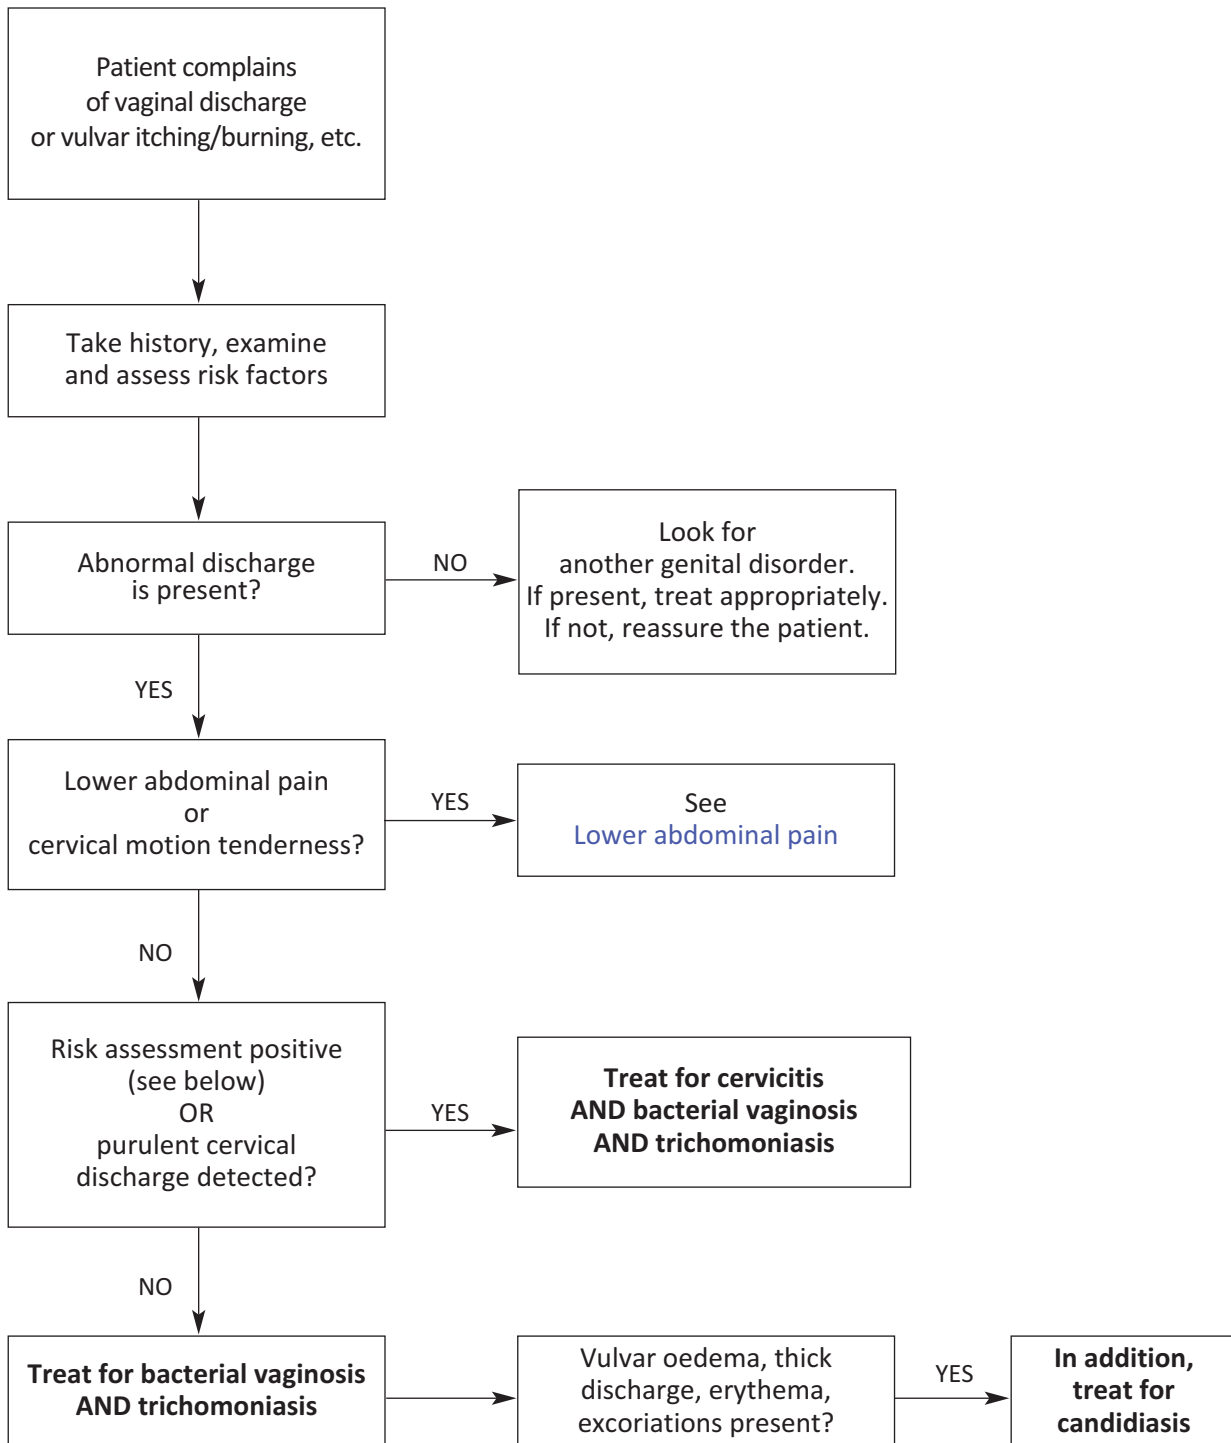 Patient complains
of vaginal discharge
or vulvar itching/burning, etc.
Take history, examine
and assess risk factors
Abnormal discharge
is present?
NO
Look for
another genital disorder.
If present, treat appropriately.
If not, reassure the patient.
YES
Lower abdominal pain
or
cervical motion tenderness?
YES
See
Lower abdominal pain
NO
Risk assessment positive
(see below)
OR
purulent cervical
discharge detected?
YES
Treat for cervicitis
AND bacterial vaginosis
AND trichomoniasis
NO
Treat for bacterial vaginosis
AND trichomoniasis
Vulvar oedema, thick
discharge, erythema,
excoriations present?
YES
In addition,
treat for
candidiasis